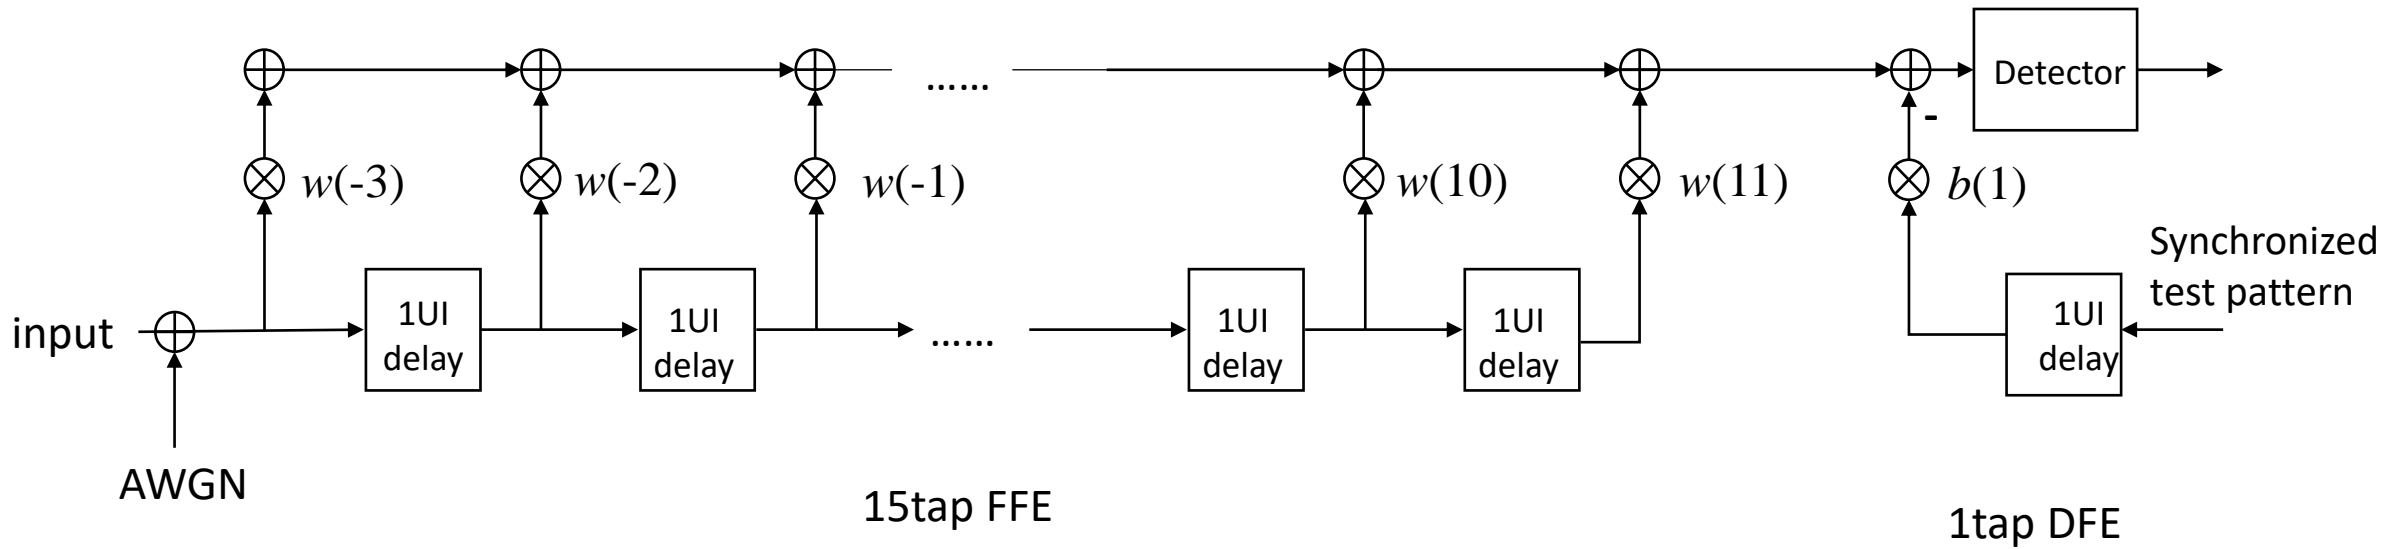 Detector
......
-
w(-3)
w(-2)
w(-1)
w(10)
w(11)
b(1)
Synchronized
test pattern
input
1UI
delay
1UI
delay
......
1UI
delay
1UI
delay
1UI
delay
AWGN
15tap FFE
1tap DFE